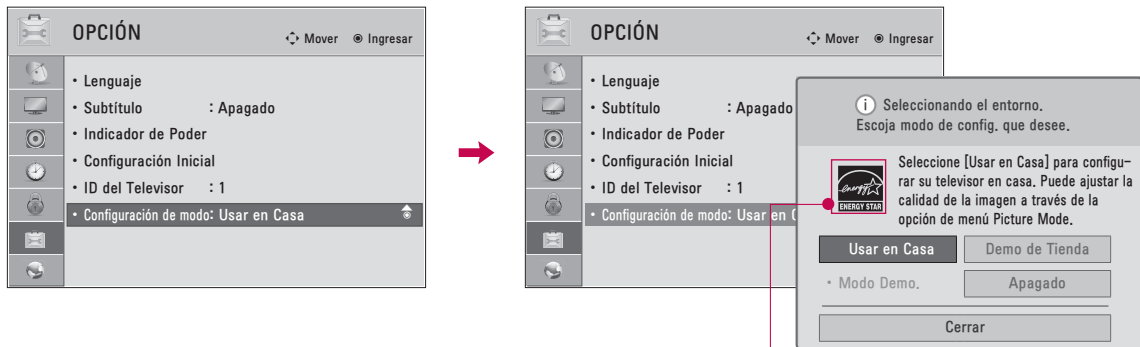 OPCIÓN
Mover
Ingresar
• Lenguaje
• Subtítulo : Apagado
• Indicador de Poder
• Configuración Inicial
• ID del Televisor : 1
• Configuración de modo: Usar en Casa
OPCIÓN
Mover
Ingresar
• Lenguaje
• Subtítulo : Apagado
• Indicador de Poder
• Configuración Inicial
• ID del Televisor : 1
• Configuración de modo: Usar en C
i Seleccionando el entorno.
Escoja modo de config. que desee.
energy
ENERGY STAR
Seleccione [Usar en Casa] para configu-
rar su televisor en casa. Puede ajustar la
calidad de la imagen a través de la
opción de menú Picture Mode.
Usar en Casa
Demo de Tienda
• Modo Demo.
Apagado
Cerrar